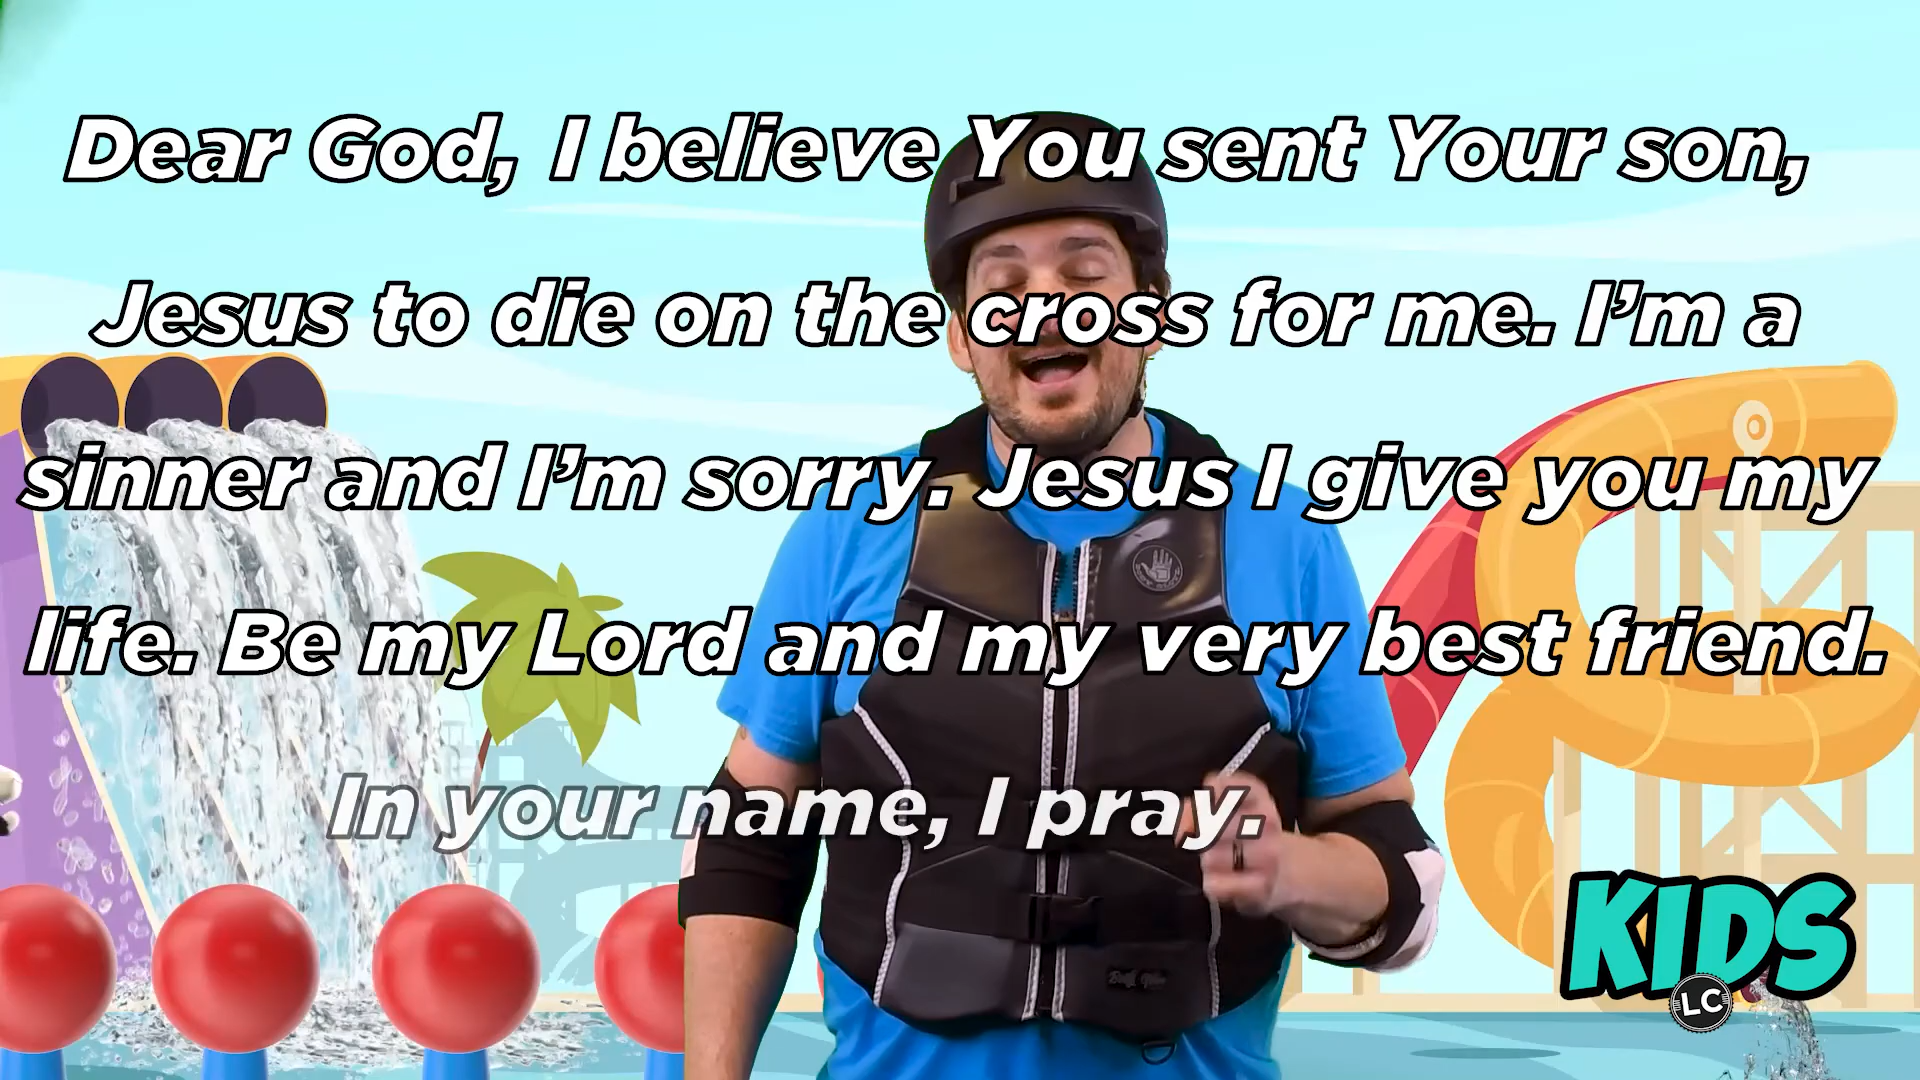 Dear God, I believe You sent Your son,
Jesus to die on the cross for me. I'm a
sinner and I'm sorry. Jesus I give you my
life. Be my Lord and my very best friend.
In your name, I pray.
KIDS
LC